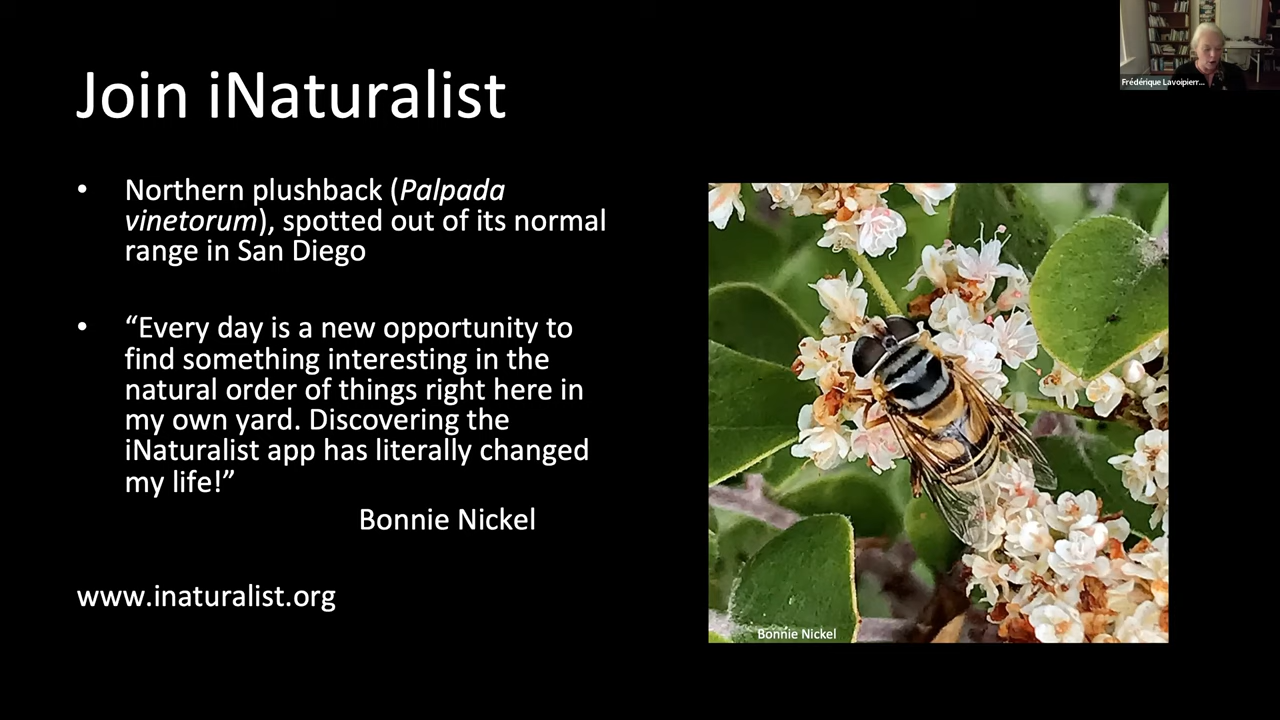 Join iNaturalist
• Northern plushback (Palpada
vinetorum), spotted out of its normal
range in San Diego
• “Every day is a new opportunity to
find something interesting in the
natural order of things right here in
my own yard. Discovering the
iNaturalist app has literally changed
my life!”
Bonnie Nickel
www.inaturalist.org
Bonnie Nickel
Frédérique Lavoipierr...